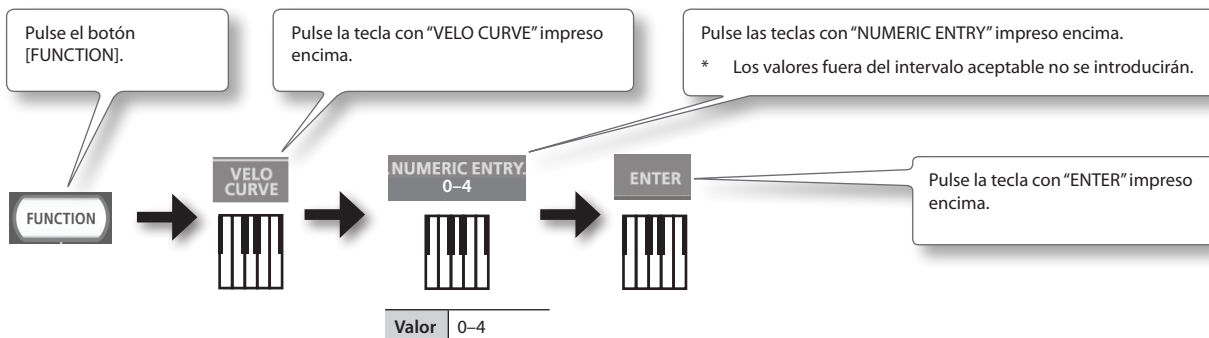 Pulse el botón
[FUNCTION].
Pulse la tecla con “VELO CURVE” impreso
encima.
Pulse las teclas con “NUMERIC ENTRY” impreso encima.
* Los valores fuera del intervalo aceptable no se introducirán.
VELO
CURVE
NUMERIC ENTRY
0–4
ENTER
Pulse la tecla con “ENTER” impreso
encima.
FUNCTION
Valor 0–4